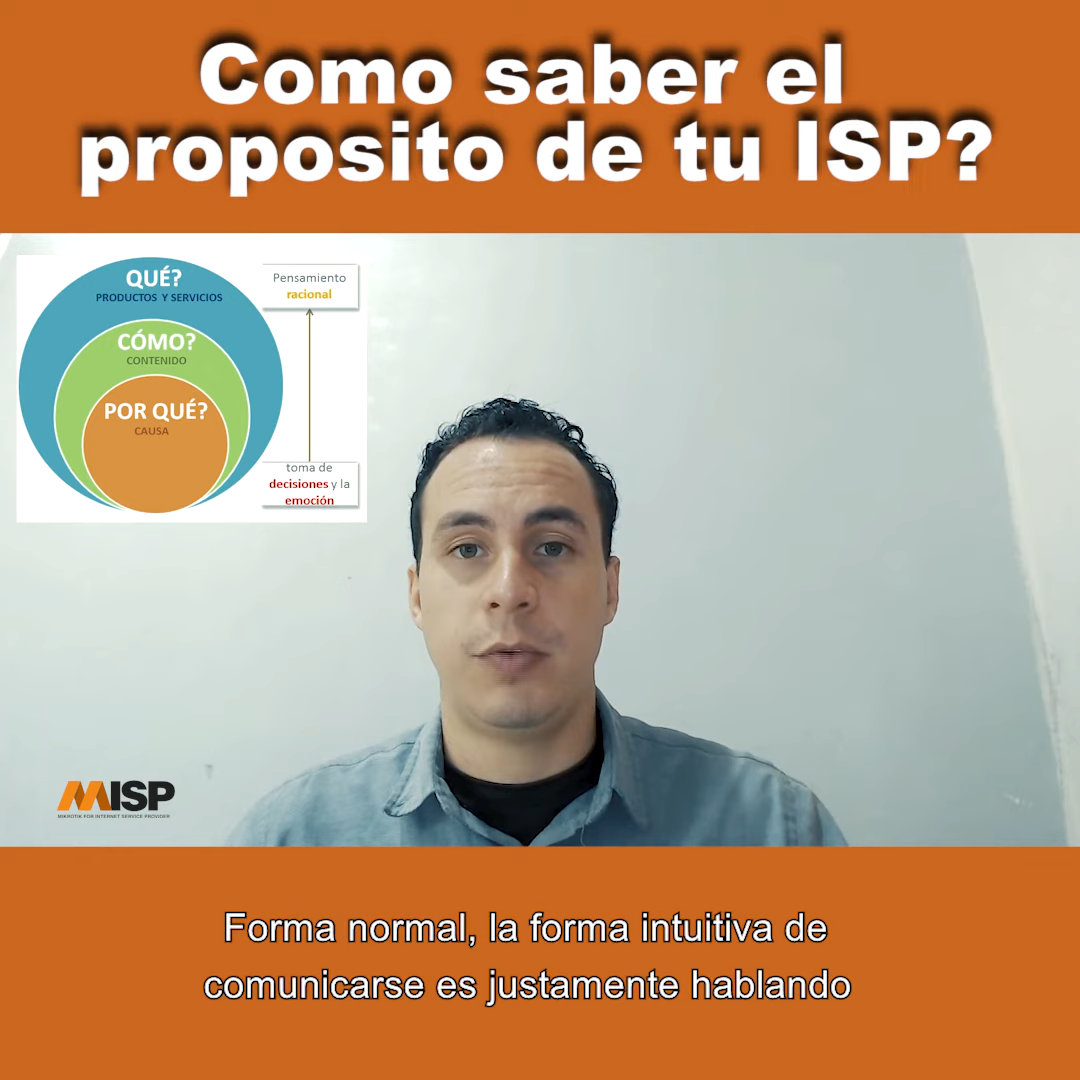 Como saber el
proposito de tu ISP?
QUÉ?
PRODUCTOS Y SERVICIOS
CÓMO?
CONTENIDO
POR QUÉ?
CAUSA
Pensamiento
racional
toma de
decisiones y la
emoción
MISP
MIKROTIK FOR INTERNET SERVICE PROVIDER
Forma normal, la forma intuitiva de
comunicarse es justamente hablando